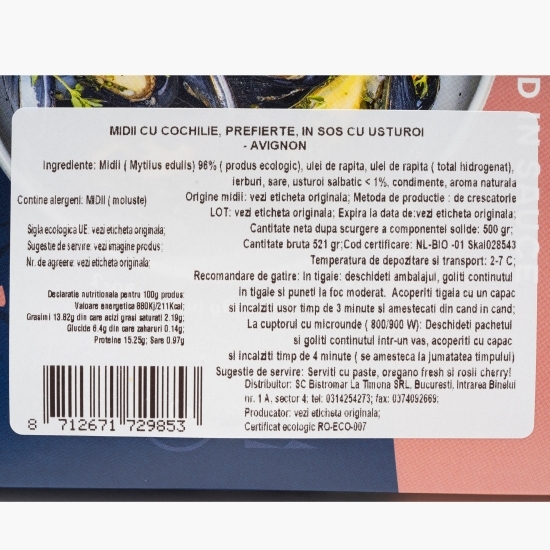 D IN SAUCE
MIDII CU COCHILIE, PREFIERTE, IN SOS CU USTUROI
- AVIGNON
Ingrediente: Midii ( Mytilus edulis) 96% ( produs ecologic), ulei de rapita, ulei de rapita ( total hidrogenat),
ierburi, sare, usturoi salbatic < 1%, condimente, aroma naturala
Contine alergeni: MIDII ( moluste)
Origine midii: vezi eticheta originala; Metoda de productie : de crescatorie
LOT: vezi eticheta originala; Expira la data de:vezi eticheta originala;
Cantitate neta dupa scurgere a componentei solide: 500 gr;
Cantitate bruta 521 gr;Cod certificare: NL-BIO -01 Skal028543
Temperatura de depozitare si transport: 2-7 C;
Sigla ecologica UE: vezi eticheta originala;
Sugestie de servire: vezi imagine produs;
Nr. de agreere: vezi eticheta originala;
Recomandare de gatire: In tigaie: deschideti ambalajul, goliti continutul
in tigaie si puneti la foc moderat. Acoperiti tigaia cu un capac
si incalziti usor timp de 3 minute si amestecati din cand in cand;
La cuptorul cu microunde ( 800/900 W): Deschideti pachetul
si goliti continutul intr-un vas, acoperiti cu capac
si incalziti timp de 4 minute ( se amesteca la jumatatea timpului)
Sugestie de servire: Serviti cu paste, oregano fresh si rosii cherry!
Declaratie nutritionala pentru 100g produs:
Valoare energetica 880Kj/211Kcal;
Grasimi 13.82g din care acizi grasi saturati 2.19g;
Glucide 6.4g din care zaharuri 0.14g;
Proteine 15.25g; Sare 0.97g
Distribuitor: SC Bistromar La Timona SRL, Bucuresti, Intrarea Binelui
nr. 1 A, sector 4; tel: 0314254273; fax: 0374092669;
Producator: vezi eticheta originala;
Certificat ecologic RO-ECO-007
8 712671 729853